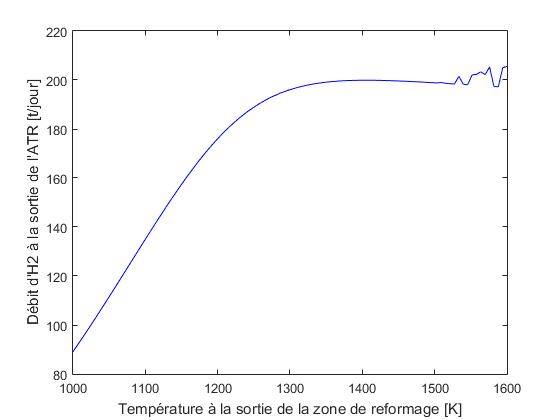 220
200
180
160
140
120
100
80
Débit d'H2 à la sortie de l'ATR [t/jour]
1000 1100 1200 1300 1400 1500 1600
Température à la sortie de la zone de reformage [K]